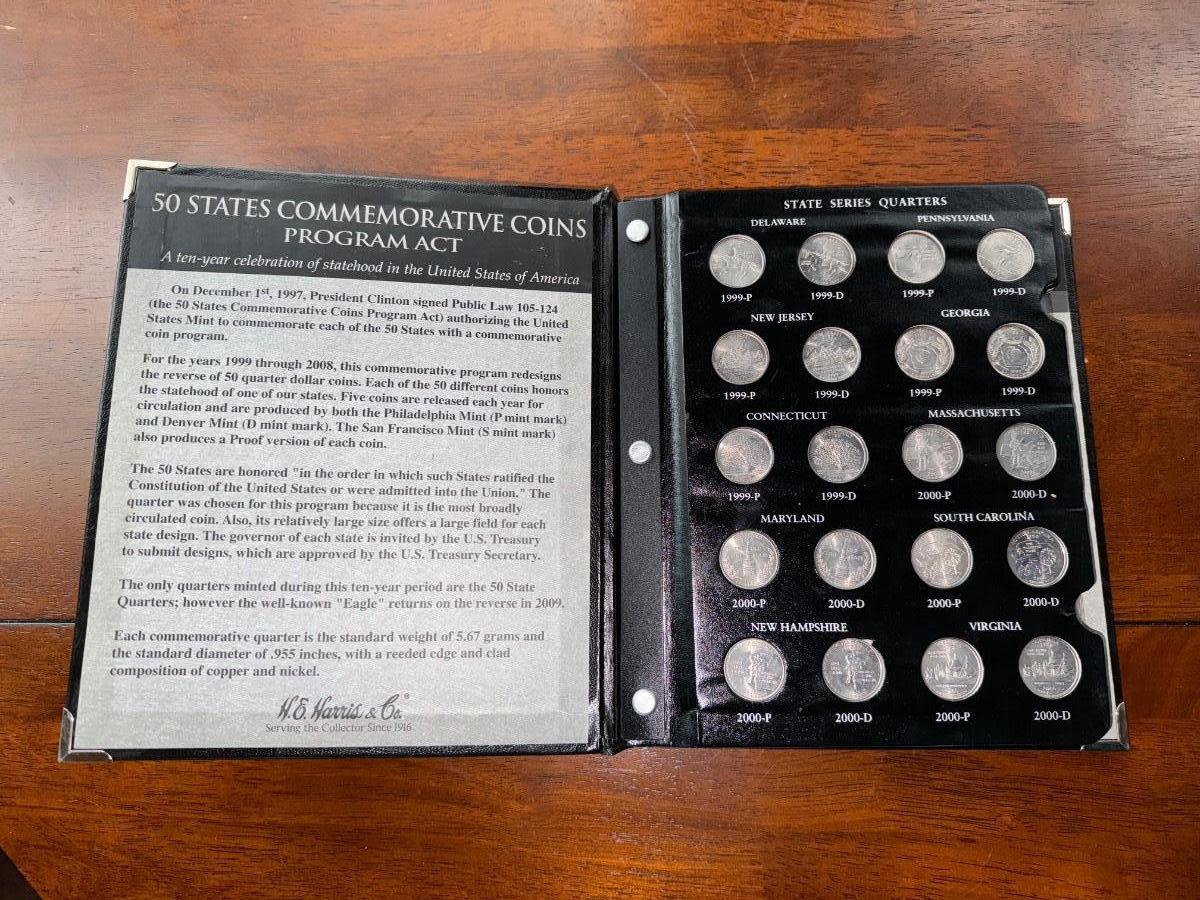 50 STATES COMMEMORATIVE COINS
PROGRAM ACT
A ten-year celebration of statehood in the United States of America
On December 1st, 1997, President Clinton signed Public Law 105-124
(the 50 States Commemorative Coins Program Act) authorizing the United
States Mint to commemorate each of the 50 States with a commemorative
coin program.
For the years 1999 through 2008, this commemorative program redesigns
the reverse of 50 quarter dollar coins. Each of the 50 different coins honors
the statehood of one of our states. Five coins are released each year for
circulation and are produced by both the Philadelphia Mint (P mint mark)
and Denver Mint (D mint mark). The San Francisco Mint (S mint mark)
also produces a Proof version of each coin.
The 50 States are honored "in the order in which such States ratified the
Constitution of the United States or were admitted into the Union." The
quarter was chosen for this program because it is the most broadly
circulated coin. Also, its relatively large size offers a large field for each
state design. The governor of each state is invited by the U.S. Treasury
to submit designs, which are approved by the U.S. Treasury Secretary.
The only quarters minted during this ten-year period are the 50 State
Quarters; however the well-known "Eagle" returns on the reverse in 2009.
Each commemorative quarter is the standard weight of 5.67 grams and
the standard diameter of .955 inches, with a reeded edge and clad
composition of copper and nickel.
H.E. Harris & Co.®
Serving the Collector Since 1916
STATE SERIES QUARTERS
DELAWARE PENNSYLVANIA
1999-P 1999-D 1999-P 1999-D
NEW JERSEY GEORGIA
1999-P 1999-D 1999-P 1999-D
CONNECTICUT MASSACHUSETTS
1999-P 1999-D 2000-P 2000-D
MARYLAND SOUTH CAROLINA
2000-P 2000-D 2000-P 2000-D
NEW HAMPSHIRE VIRGINIA
2000-P 2000-D 2000-P 2000-D